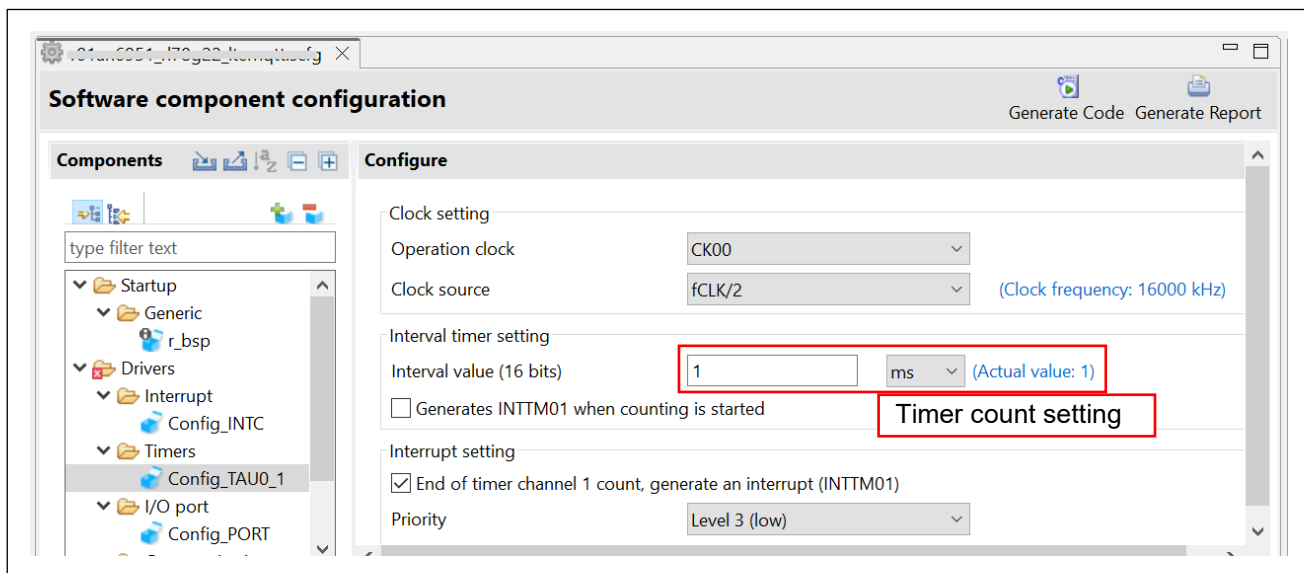 Software component configuration
Generate Code Generate Report
Components
Configure
type filter text
Startup
Generic
r_bsp
Drivers
Interrupt
Config_INTC
Timers
Config_TAU0_1
I/O port
Config_PORT
Clock setting
Operation clock CK00
Clock source fCLK/2 (Clock frequency: 16000 kHz)
Interval timer setting
Interval value (16 bits) 1 ms (Actual value: 1)
Generates INTTM01 when counting is started
Timer count setting
Interrupt setting
End of timer channel 1 count, generate an interrupt (INTTM01)
Priority Level 3 (low)